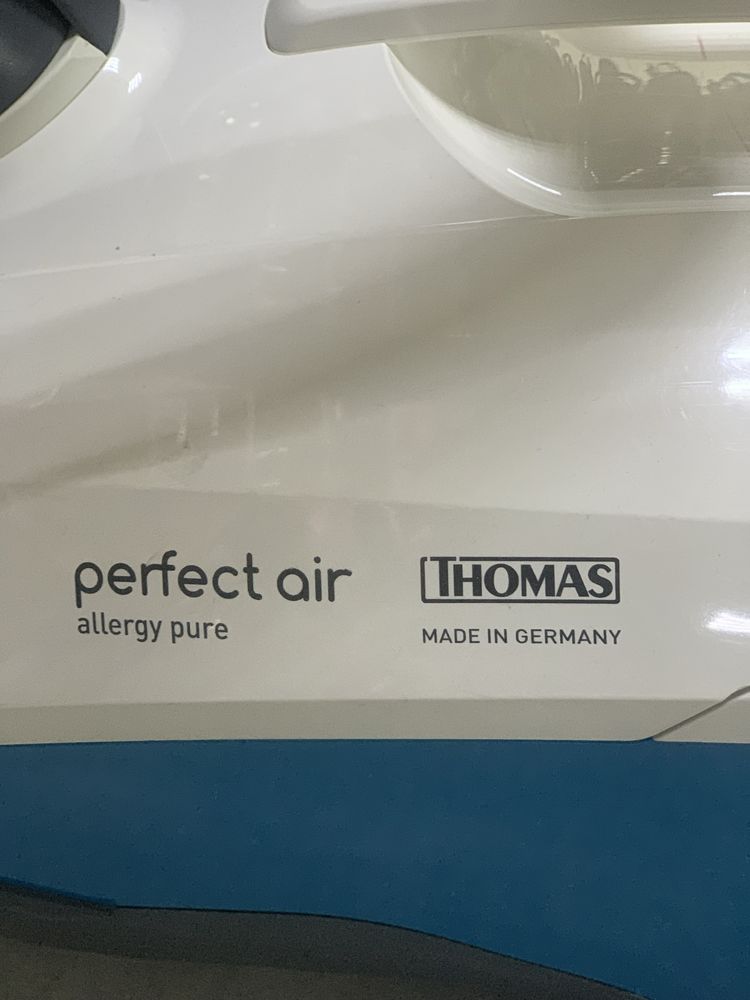 perfect air
allergy pure
THOMAS
MADE IN GERMANY